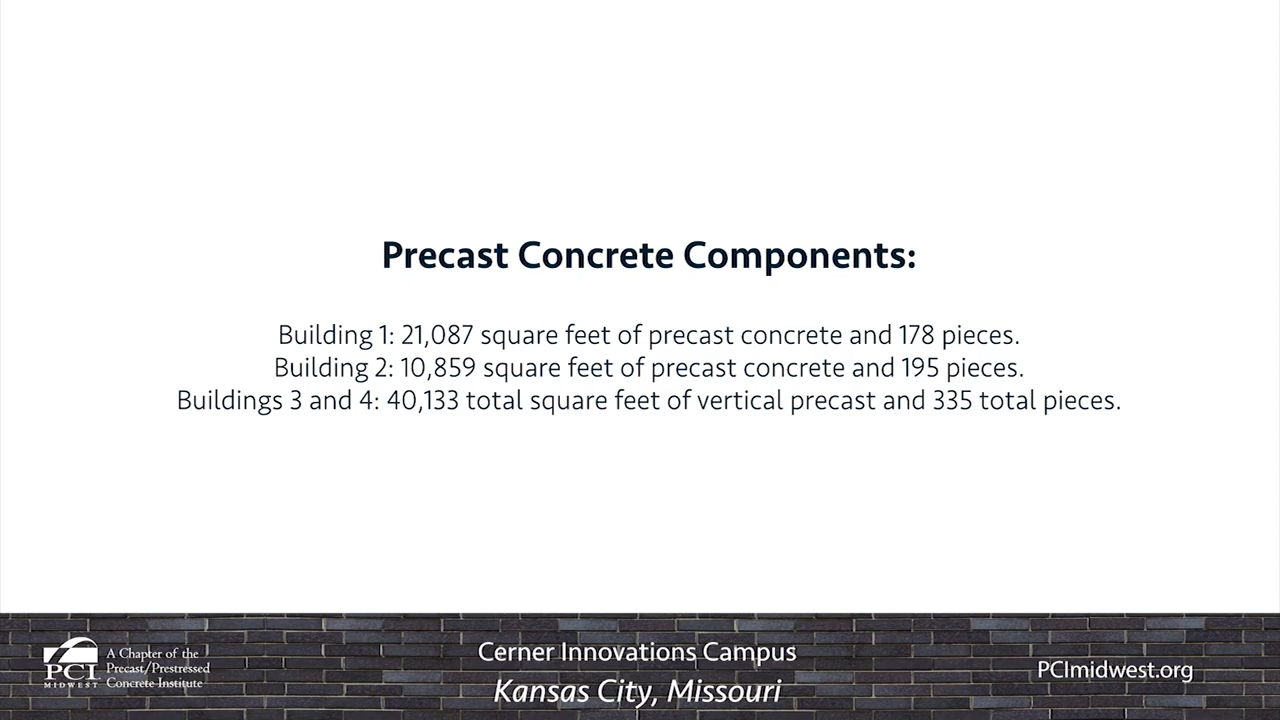 Precast Concrete Components:
Building 1: 21,087 square feet of precast concrete and 178 pieces.
Building 2: 10,859 square feet of precast concrete and 195 pieces.
Buildings 3 and 4: 40,133 total square feet of vertical precast and 335 total pieces.
PCI
MIDWEST
A Chapter of the
Precast/Prestressed
Concrete Institute
Cerner Innovations Campus
Kansas City, Missouri
PCImidwest.org